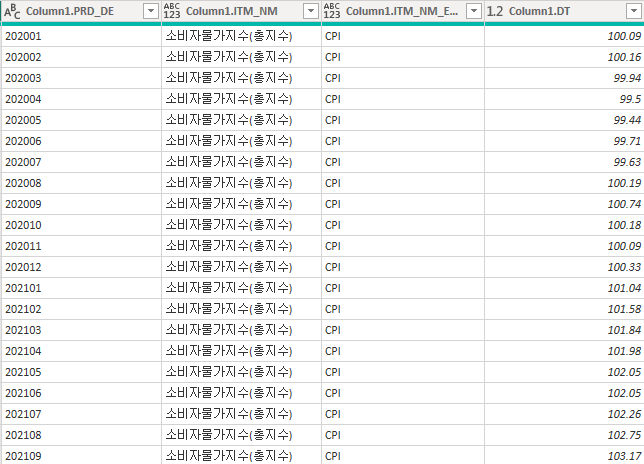 ABC Column1.PRD_DE ABC123 Column1.ITM_NM ABC123 Column1.ITM_NM_E... 1.2 Column1.DT
202001 소비자물가지수(총지수) CPI 100.09
202002 소비자물가지수(총지수) CPI 100.16
202003 소비자물가지수(총지수) CPI 99.94
202004 소비자물가지수(총지수) CPI 99.5
202005 소비자물가지수(총지수) CPI 99.44
202006 소비자물가지수(총지수) CPI 99.71
202007 소비자물가지수(총지수) CPI 99.63
202008 소비자물가지수(총지수) CPI 100.19
202009 소비자물가지수(총지수) CPI 100.74
202010 소비자물가지수(총지수) CPI 100.18
202011 소비자물가지수(총지수) CPI 100.09
202012 소비자물가지수(총지수) CPI 100.33
202101 소비자물가지수(총지수) CPI 101.04
202102 소비자물가지수(총지수) CPI 101.58
202103 소비자물가지수(총지수) CPI 101.84
202104 소비자물가지수(총지수) CPI 101.98
202105 소비자물가지수(총지수) CPI 102.05
202106 소비자물가지수(총지수) CPI 102.05
202107 소비자물가지수(총지수) CPI 102.26
202108 소비자물가지수(총지수) CPI 102.75
202109 소비자물가지수(총지수) CPI 103.17